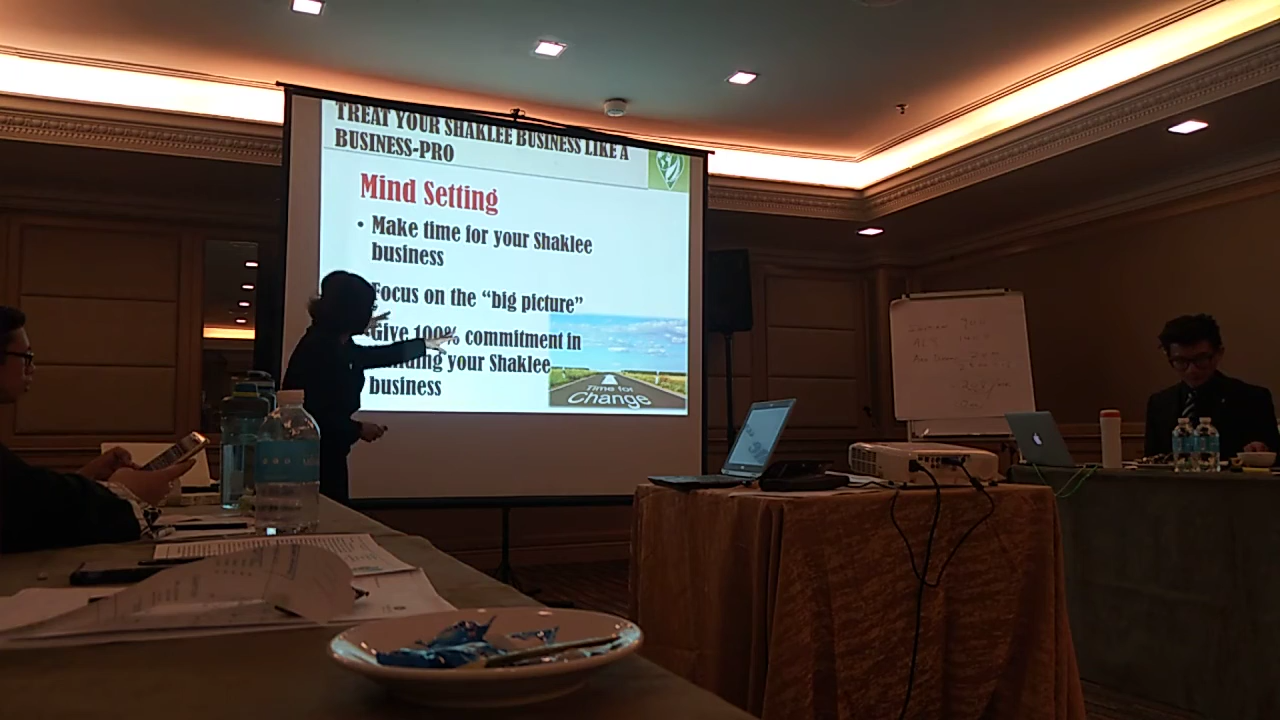 TREAT YOUR SHAKLEE BUSINESS LIKE A
BUSINESS-PRO
Mind Setting
• Make time for your Shaklee
business
Focus on the “big picture”
Give 100% commitment in
your Shaklee
business
Time for
Change